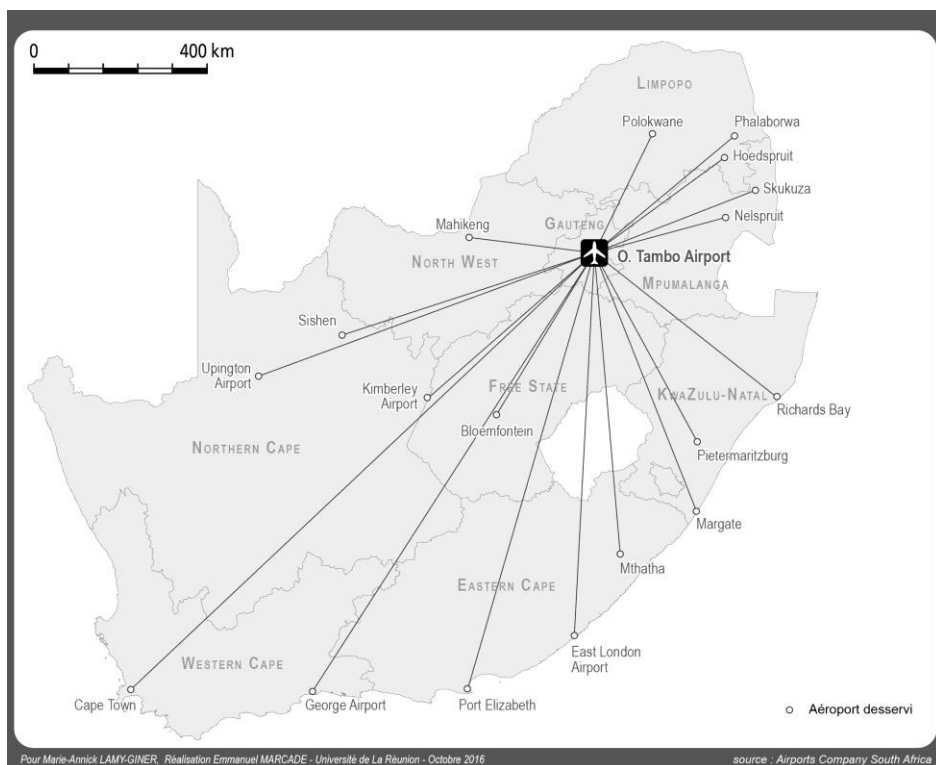 0 400 km
LIMPOPO
Polokwane
Phalaborwa
Hoedspruit
Skukuza
Nelspruit
GAUTENG
Mahikeng
O. Tambo Airport
NORTH WEST
MPUMALANGA
Sishen
Upington
Airport
Kimberley
Airport
FREE STATE
KWAZULU-NATAL
Richards Bay
Bloemfontein
NORTHERN CAPE
Pietermaritzburg
Margate
Mthatha
EASTERN CAPE
East London
Airport
WESTERN CAPE
Cape Town
George Airport
Port Elizabeth
Aéroport desservi
Pour Marie-Annick LAMY-GINER, Réalisation Emmanuel MARCADE - Université de La Réunion - Octobre 2016
source : Airports Company South Africa